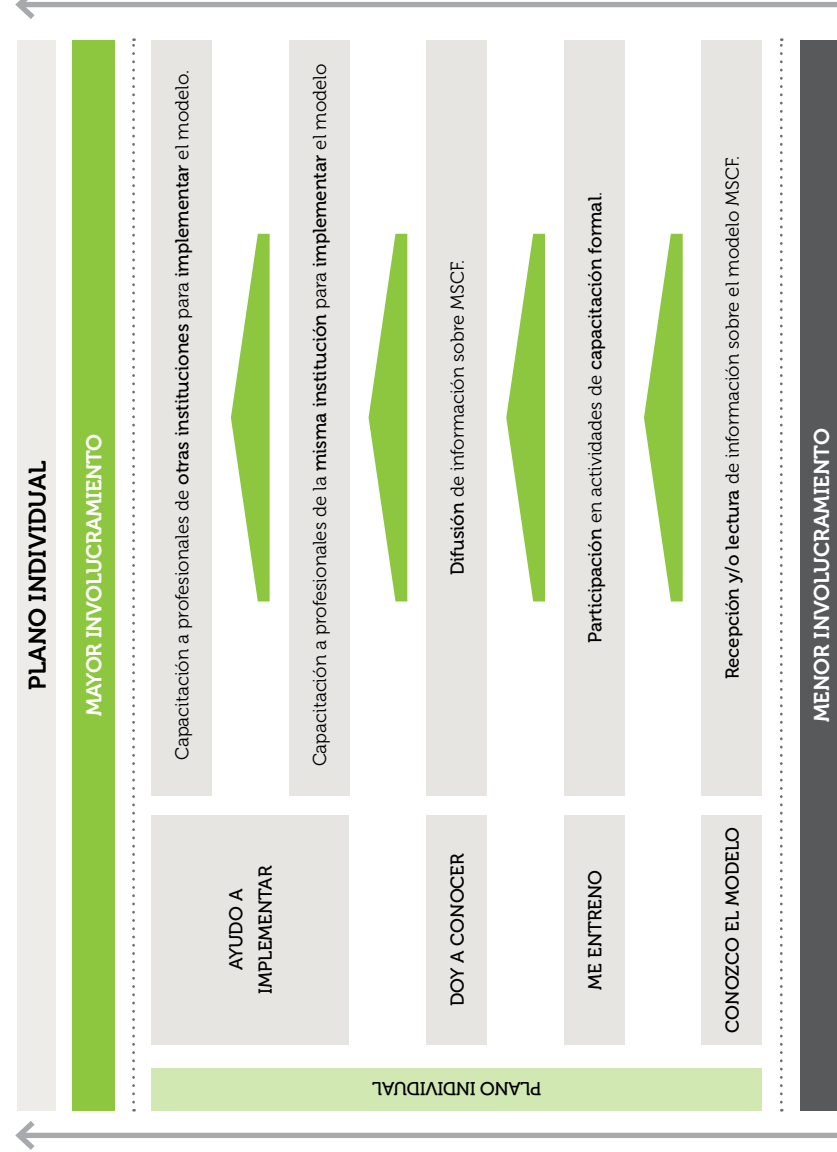 PLANO INDIVIDUAL
MAYOR INVOLUCRAMIENTO
PLANO INDIVIDUAL
AYUDO A
IMPLEMENTAR
Capacitación a profesionales de otras instituciones para implementar el modelo.
Capacitación a profesionales de la misma institución para implementar el modelo
DOY A CONOCER
Difusión de información sobre MSCF.
ME ENTRENO
Participación en actividades de capacitación formal.
CONOZCO EL MODELO
Recepción y/o lectura de información sobre el modelo MSCF.
MENOR INVOLUCRAMIENTO